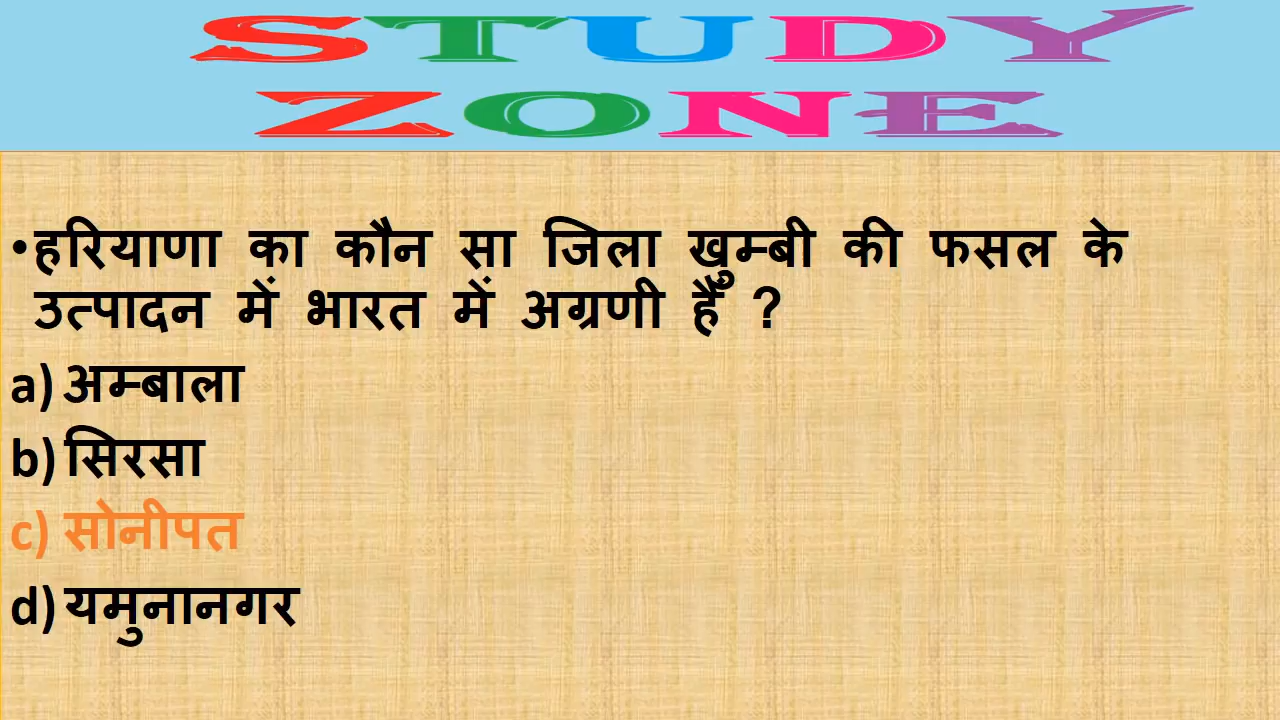 STUDY
ZONE
•हरियाणा का कौन सा जिला खुम्बी की फसल के
उत्पादन में भारत में अग्रणी हैं ?
a) अम्बाला
b) सिरसा
c) सोनीपत
d) यमुनानगर